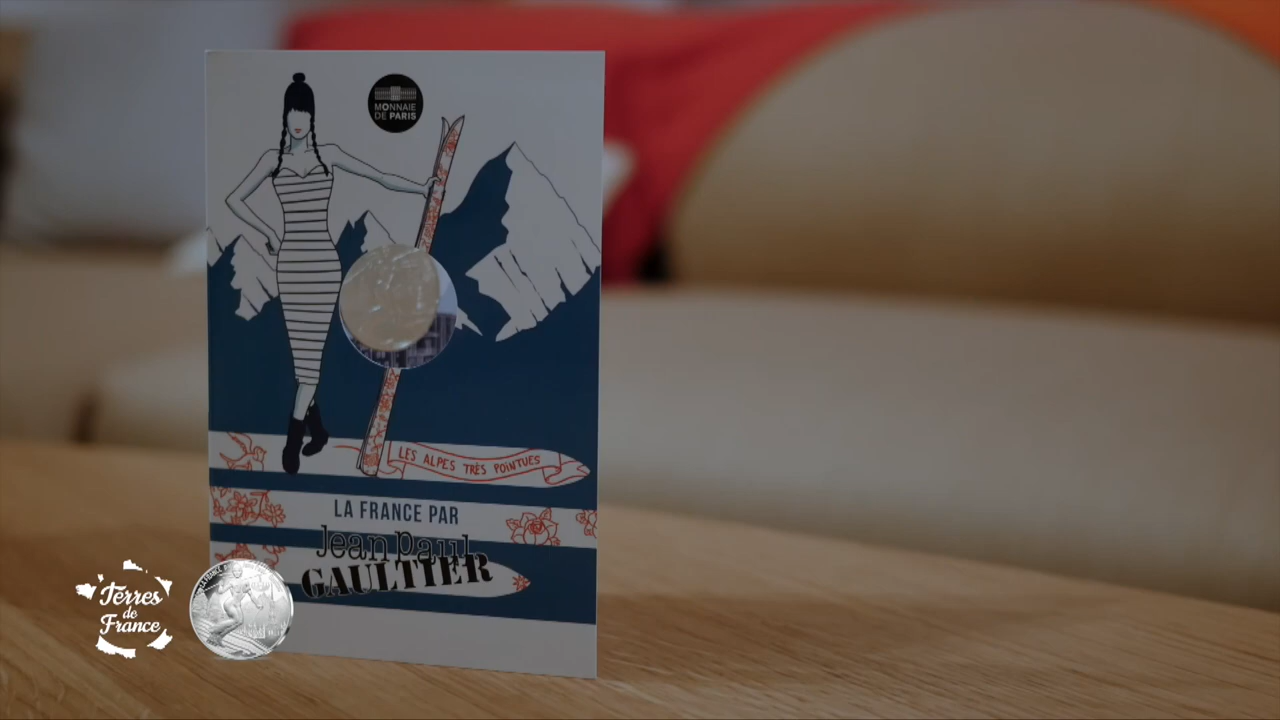 MONNAIE
DE PARIS
LES ALPES TRÈS POINTUES
LA FRANCE PAR
Jean Paul
GAULTIER
Terres
de
France